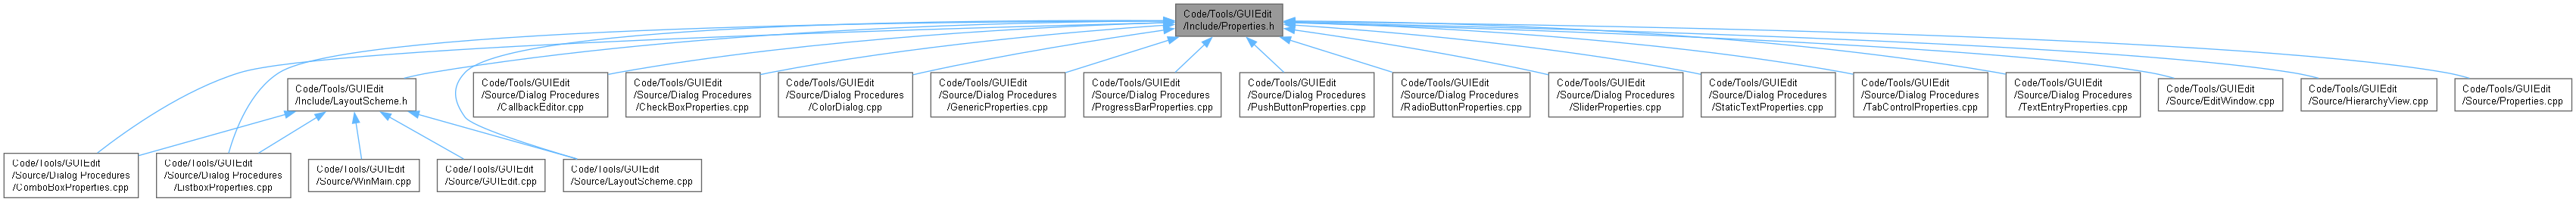 Code/Tools/GUIEdit
/Include/Properties.h
Code/Tools/GUIEdit
/Include/LayoutScheme.h
Code/Tools/GUIEdit
/Source/Dialog Procedures
/CallbackEditor.cpp
Code/Tools/GUIEdit
/Source/Dialog Procedures
/CheckBoxProperties.cpp
Code/Tools/GUIEdit
/Source/Dialog Procedures
/ColorDialog.cpp
Code/Tools/GUIEdit
/Source/Dialog Procedures
/GenericProperties.cpp
Code/Tools/GUIEdit
/Source/Dialog Procedures
/ProgressBarProperties.cpp
Code/Tools/GUIEdit
/Source/Dialog Procedures
/PushButtonProperties.cpp
Code/Tools/GUIEdit
/Source/Dialog Procedures
/RadioButtonProperties.cpp
Code/Tools/GUIEdit
/Source/Dialog Procedures
/SliderProperties.cpp
Code/Tools/GUIEdit
/Source/Dialog Procedures
/StaticTextProperties.cpp
Code/Tools/GUIEdit
/Source/Dialog Procedures
/TabControlProperties.cpp
Code/Tools/GUIEdit
/Source/Dialog Procedures
/TextEntryProperties.cpp
Code/Tools/GUIEdit
/Source/EditWindow.cpp
Code/Tools/GUIEdit
/Source/HierarchyView.cpp
Code/Tools/GUIEdit
/Source/Properties.cpp
Code/Tools/GUIEdit
/Source/Dialog Procedures
/ComboBoxProperties.cpp
Code/Tools/GUIEdit
/Source/Dialog Procedures
/ListboxProperties.cpp
Code/Tools/GUIEdit
/Source/WinMain.cpp
Code/Tools/GUIEdit
/Source/GUIEdit.cpp
Code/Tools/GUIEdit
/Source/LayoutScheme.cpp